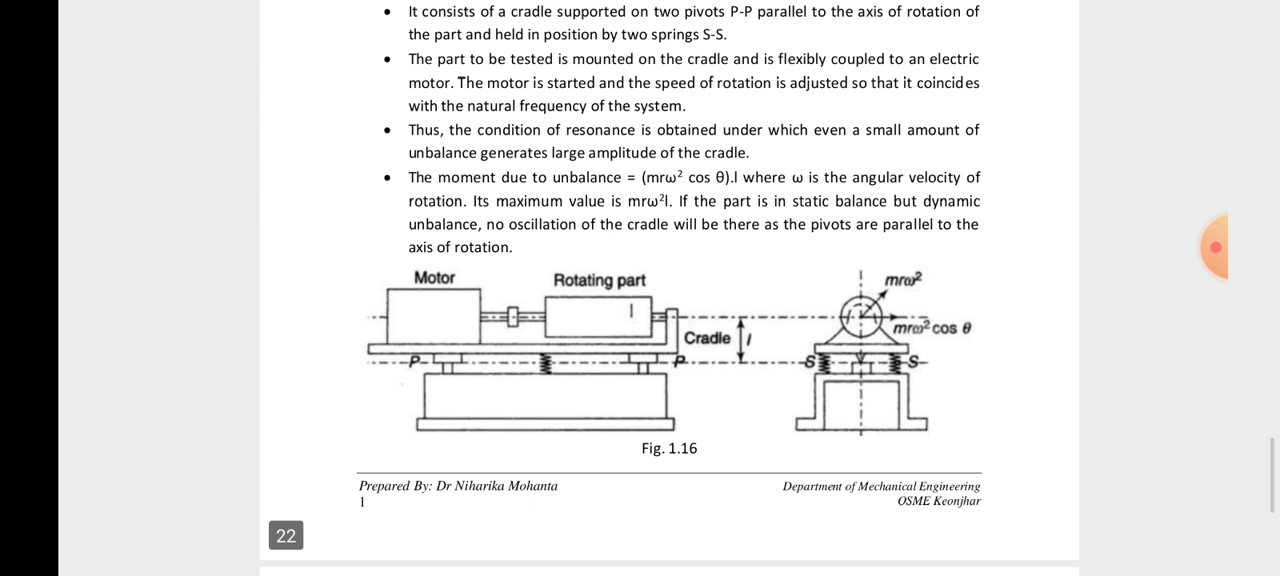 • It consists of a cradle supported on two pivots P-P parallel to the axis of rotation of
the part and held in position by two springs S-S.
• The part to be tested is mounted on the cradle and is flexibly coupled to an electric
motor. The motor is started and the speed of rotation is adjusted so that it coincides
with the natural frequency of the system.
• Thus, the condition of resonance is obtained under which even a small amount of
unbalance generates large amplitude of the cradle.
• The moment due to unbalance = (mrω² cos θ).l where ω is the angular velocity of
rotation. Its maximum value is mrω²l. If the part is in static balance but dynamic
unbalance, no oscillation of the cradle will be there as the pivots are parallel to the
axis of rotation.
Motor
Rotating part
mrω²
mrω² cos θ
Cradle
l
P
P
S
S
Fig. 1.16
Prepared By: Dr Niharika Mohanta
Department of Mechanical Engineering
1
OSME Keonjhar
22